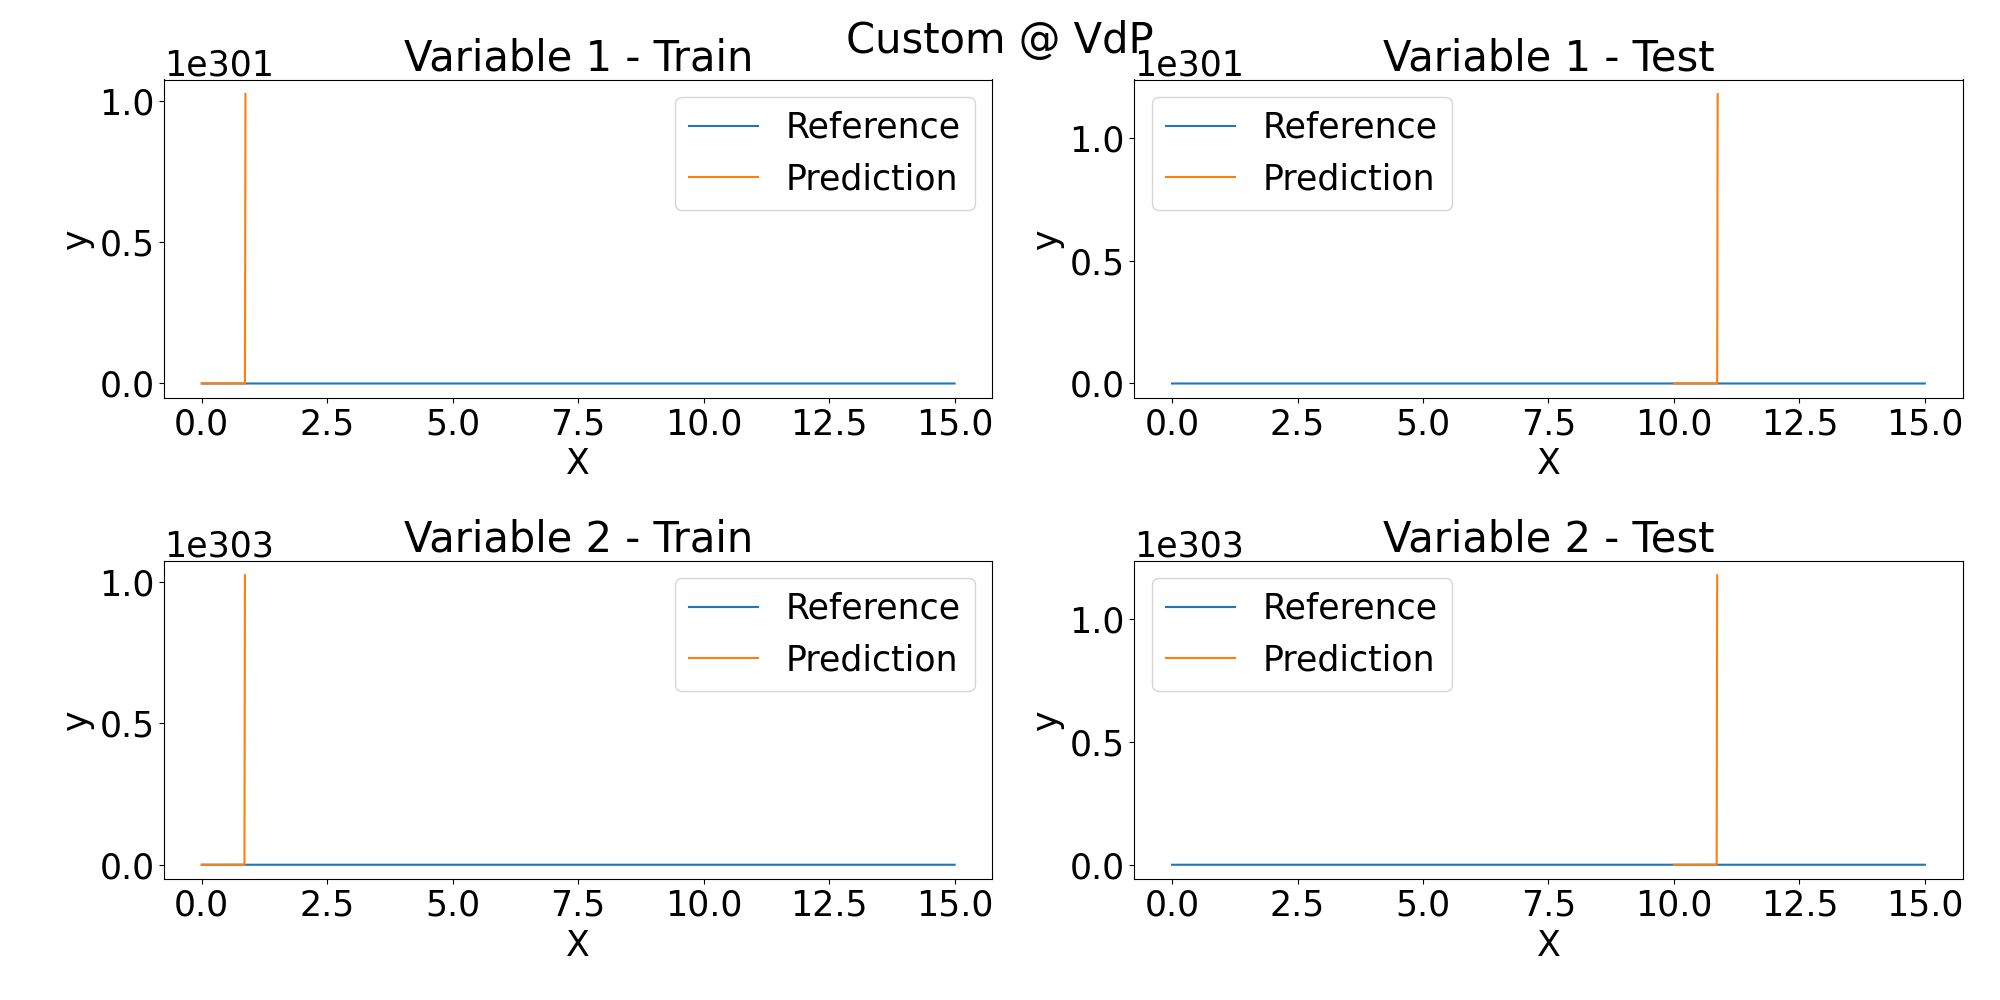 Custom @ VdP
Variable 1 - Train
1e301
1.0
0.5
0.0
y
Reference
Prediction
0.0 2.5 5.0 7.5 10.0 12.5 15.0
X
Variable 1 - Test
1e301
1.0
0.5
0.0
y
Reference
Prediction
0.0 2.5 5.0 7.5 10.0 12.5 15.0
X
Variable 2 - Train
1e303
1.0
0.5
0.0
y
Reference
Prediction
0.0 2.5 5.0 7.5 10.0 12.5 15.0
X
Variable 2 - Test
1e303
1.0
0.5
0.0
y
Reference
Prediction
0.0 2.5 5.0 7.5 10.0 12.5 15.0
X